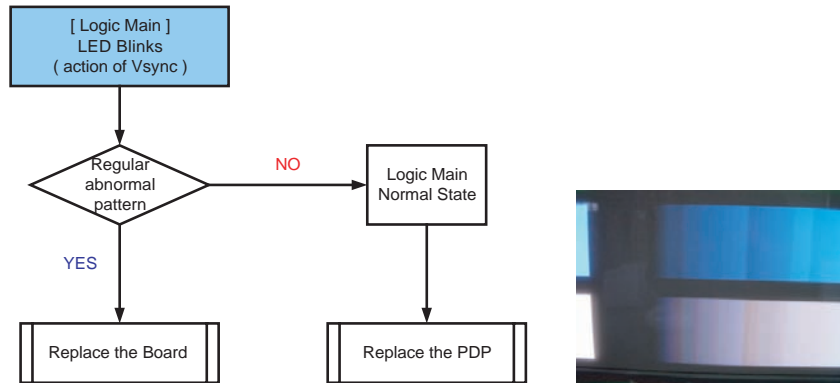 [ Logic Main ]
LED Blinks
( action of Vsync )
Regular
abnormal
pattern
NO
Logic Main
Normal State
YES
Replace the Board
Replace the PDP